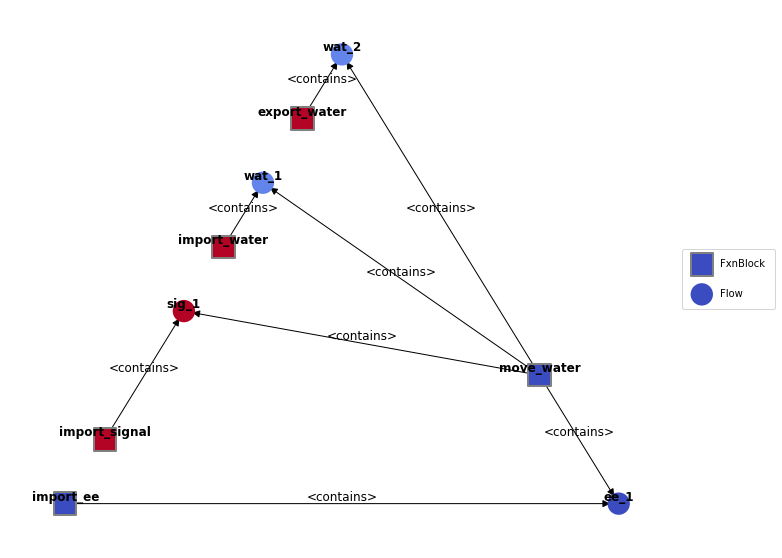 wat_2
<contains>
export_water
wat_1
<contains>
<contains>
import_water
FxnBlock
<contains>
Flow
sig_1
<contains>
<contains>
move_water
import_signal
<contains>
import_ee
<contains>
ee_1